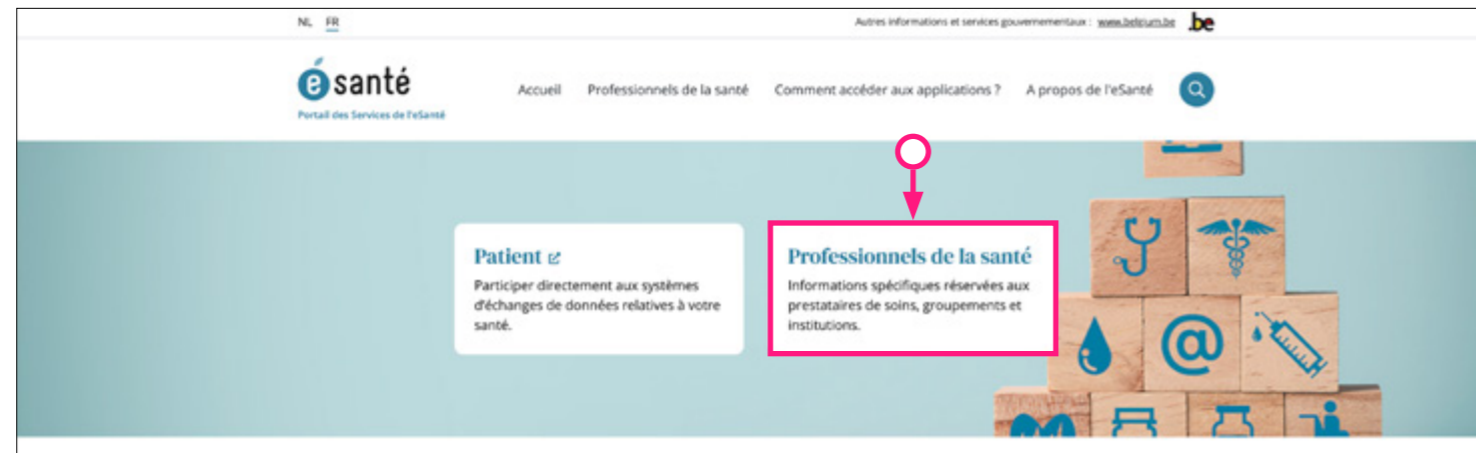 NL FR
Autres informations et services gouvernementaux : www.belgium.be .be
é santé
Portail des Services de l'eSanté
Accueil Professionnels de la santé Comment accéder aux applications ? A propos de l'eSanté
Patient
Participer directement aux systèmes
d'échanges de données relatives à votre
santé.
Professionnels de la santé
Informations spécifiques réservées aux
prestataires de soins, groupements et
institutions.
@